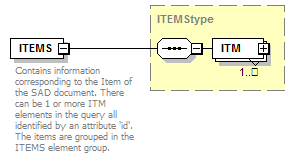 ITEMStype
ITEMS
ITM
1..
Contains information
corresponding to the Item of
the SAD document. There
can be 1 or more ITM
elements in the query all
identified by an attribute 'id'.
The items are grouped in the
ITEMS element group.